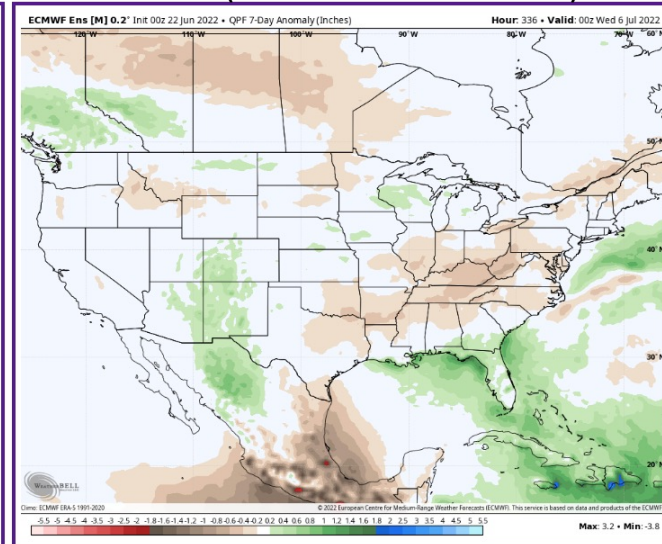 ECMWF Ens [M] 0.2° Init 00z 22 Jun 2022 • QPF 7-Day Anomaly (Inches) Hour: 336 • Valid: 00z Wed 6 Jul 2022
120°W 100°W 90°W 80°W 70°W 60°N
50°N
40°N
30°N
20°N
WeatherBELL
Climo: ECMWF ERA-5 1991-2020 © 2022 European Centre for Medium-Range Weather Forecasts (ECMWF). This service is based on data and products of the ECMWF
-5.5 -5 -4.5 -4 -3.5 -3 -2.5 -2 -1.8 -1.6 -1.4 -1.2 -1 -0.8 -0.6 -0.4 -0.2 0.2 0.4 0.6 0.8 1 1.2 1.4 1.6 1.8 2 2.5 3 3.5 4 4.5 5 5.5 Max: 3.2 • Min: -3.8